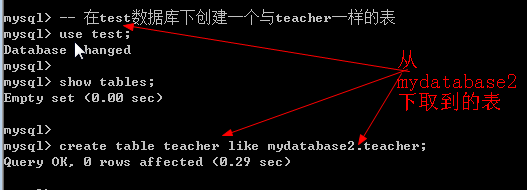 mysql> -- 在test数据库下创建一个与teacher一样的表
mysql> use test;
Database changed
mysql>
mysql> show tables;
Empty set (0.00 sec)
mysql>
mysql> create table teacher like mydatabase2.teacher;
Query OK, 0 rows affected (0.29 sec)
从
mydatabase2
下取到的表